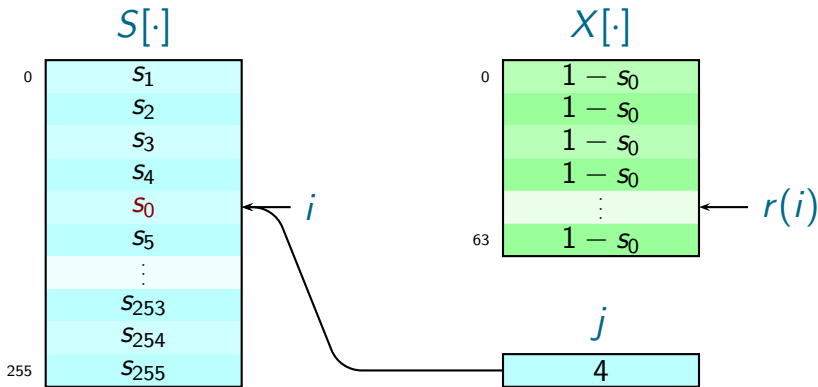 S[·]
0
s₁
s₂
s₃
s₄
s₀
s₅
⋮
s₂₅₃
s₂₅₄
255
s₂₅₅
i
X[·]
0
1 − s₀
1 − s₀
1 − s₀
1 − s₀
⋮
63
1 − s₀
r(i)
j
4